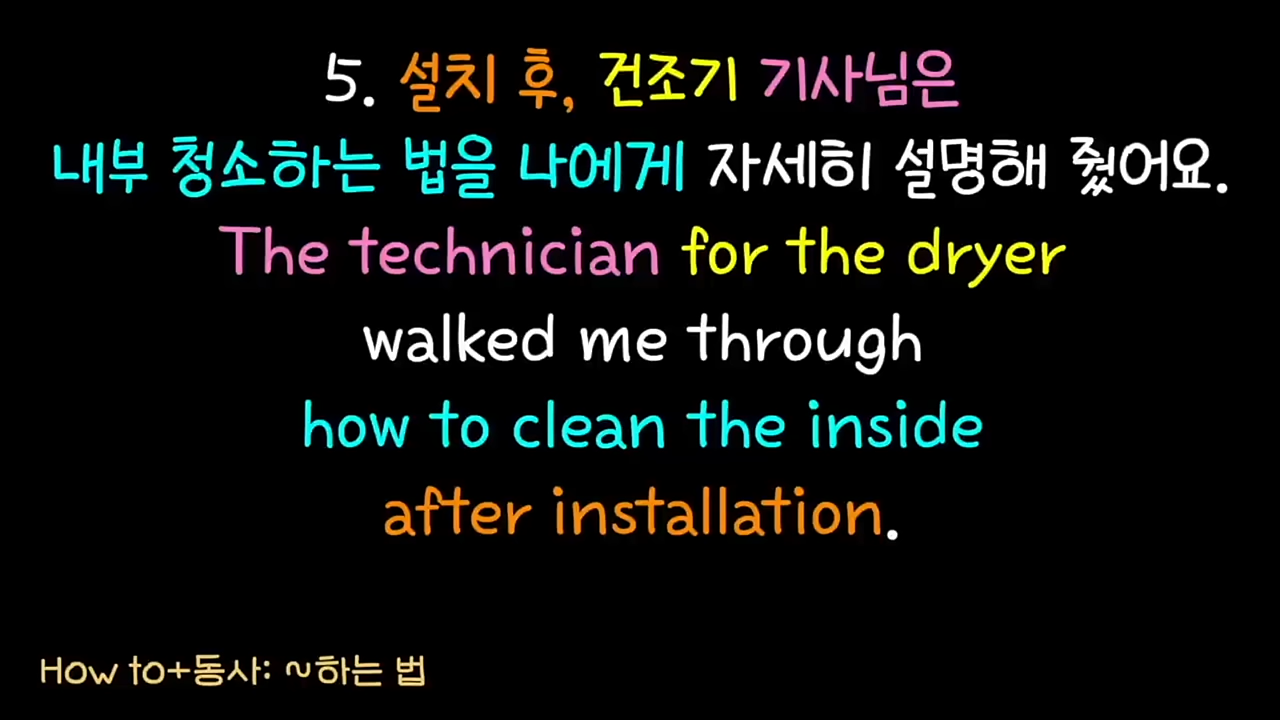 5. 설치 후, 건조기 기사님은
내부 청소하는 법을 나에게 자세히 설명해 줬어요.
The technician for the dryer
walked me through
how to clean the inside
after installation.
How to+동사: ~하는 법